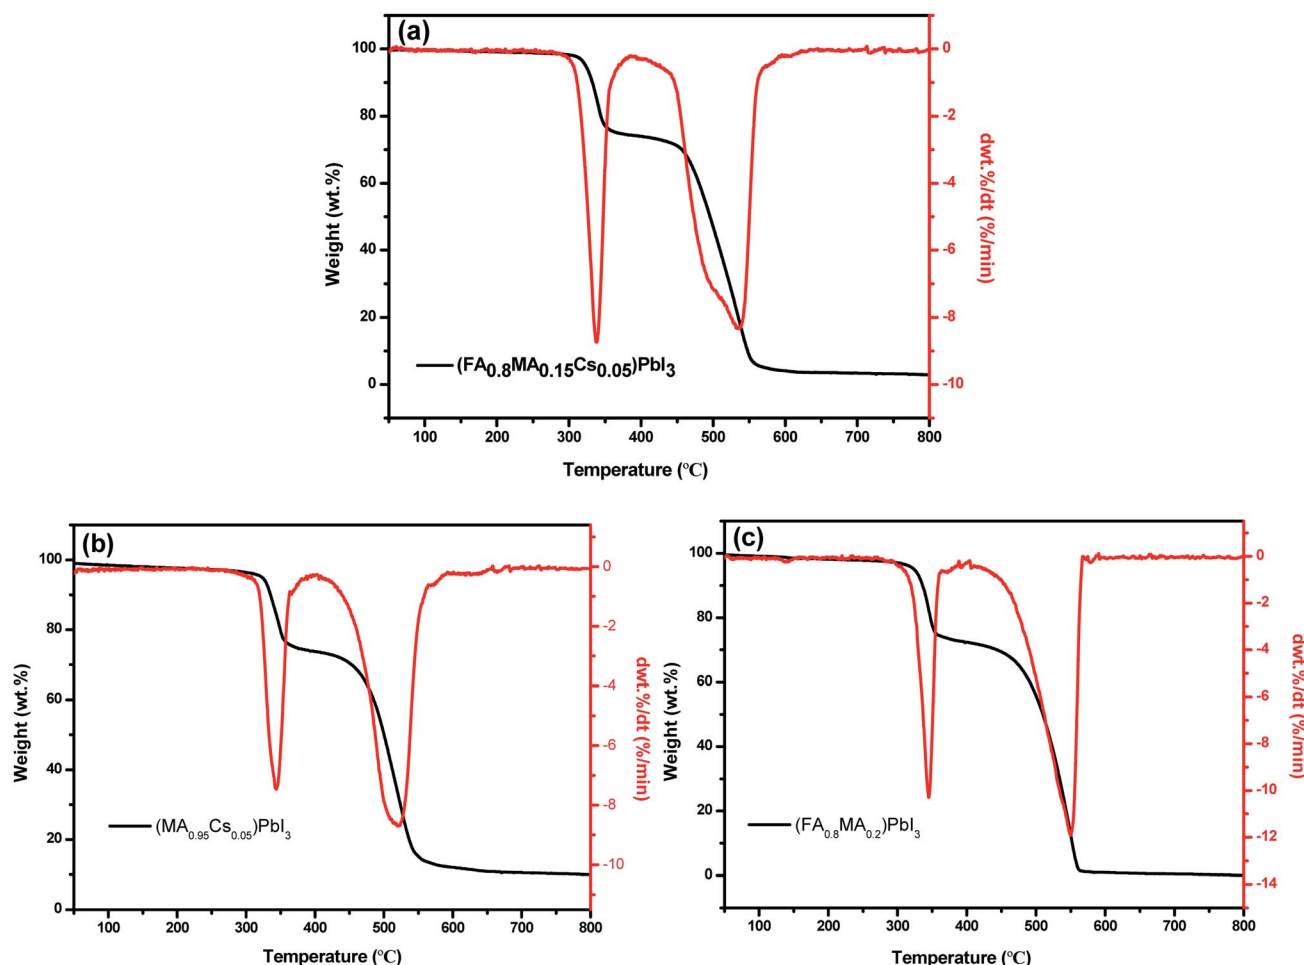 (a)
100
80
60
40
20
0
Weight (wt.%)
0
-2
-4
-6
-8
-10
dwt.%/dt (%/min)
(FA0.8MA0.15Cs0.05)PbI3
100 200 300 400 500 600 700 800
Temperature (°C)
(b)
100
80
60
40
20
0
Weight (wt.%)
0
-2
-4
-6
-8
-10
dwt.%/dt (%/min)
(MA0.95Cs0.05)PbI3
100 200 300 400 500 600 700 800
Temperature (°C)
(c)
100
80
60
40
20
0
Weight (wt.%)
0
-2
-4
-6
-8
-10
-12
-14
dwt.%/dt (%/min)
(FA0.8MA0.2)PbI3
100 200 300 400 500 600 700 800
Temperature (°C)